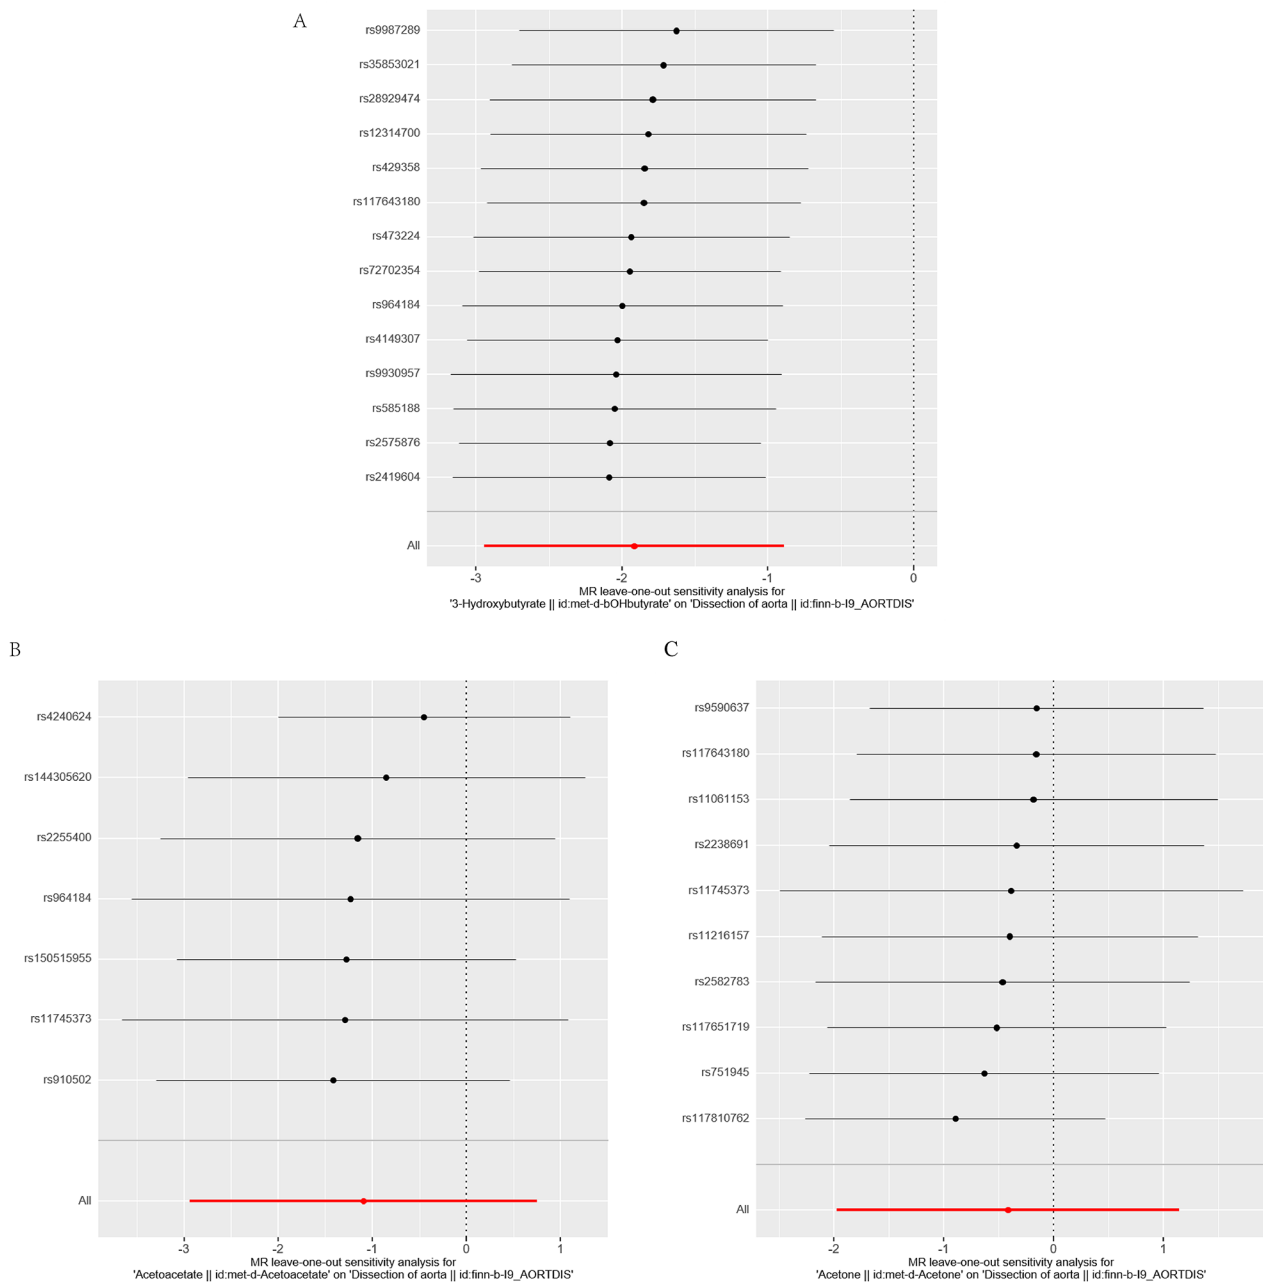 A
rs9987289
rs35853021
rs28929474
rs12314700
rs429358
rs117643180
rs473224
rs72702354
rs964184
rs4149307
rs9930957
rs585188
rs2575876
rs2419604
All
-3 -2 -1 0
MR leave-one-out sensitivity analysis for
'3-Hydroxybutyrate || id:met-d-bOHbutyrate' on 'Dissection of aorta || id:finn-b-I9_AORTDIS'
B
rs4240624
rs144305620
rs2255400
rs964184
rs150515955
rs11745373
rs910502
All
-3 -2 -1 0 1
MR leave-one-out sensitivity analysis for
'Acetoacetate || id:met-d-Acetoacetate' on 'Dissection of aorta || id:finn-b-I9_AORTDIS'
C
rs9590637
rs117643180
rs11061153
rs2238691
rs11745373
rs11216157
rs2582783
rs117651719
rs751945
rs117810762
All
-2 -1 0 1
MR leave-one-out sensitivity analysis for
'Acetone || id:met-d-Acetone' on 'Dissection of aorta || id:finn-b-I9_AORTDIS'